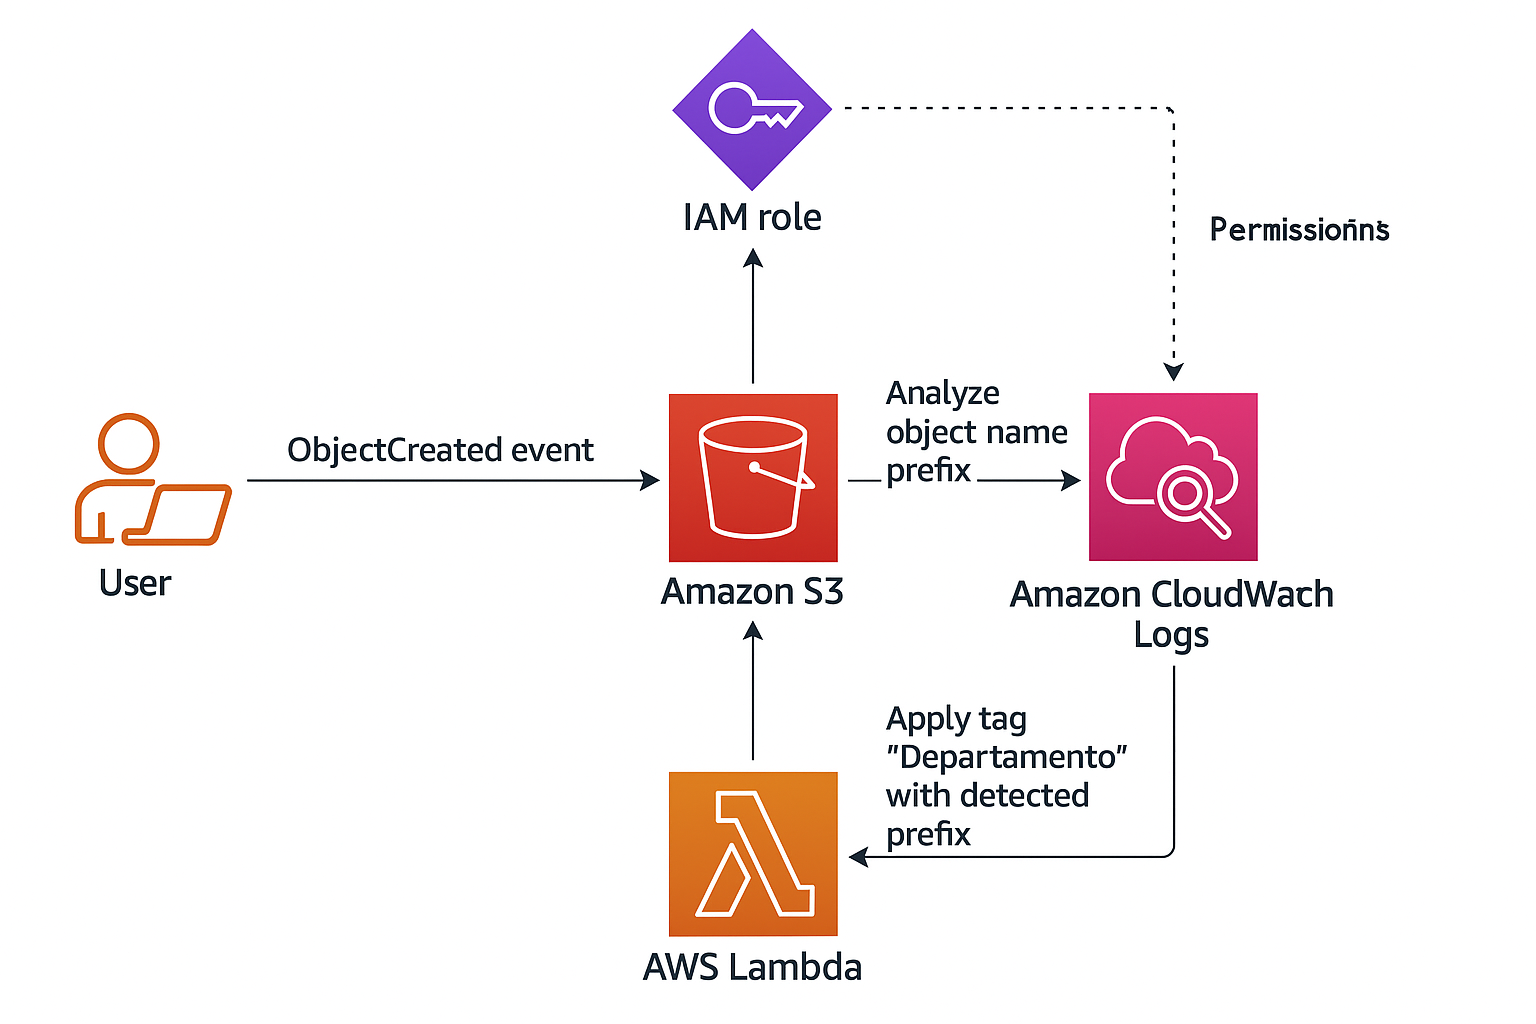 IAM role
Permissionns
ObjectCreated event
Analyze
object name
prefix
User
Amazon S3
Amazon CloudWach
Logs
Apply tag
"Departamento"
with detected
prefix
AWS Lambda